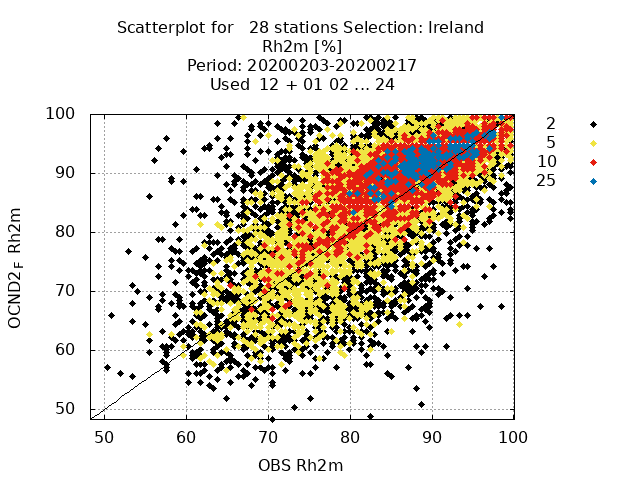 Scatterplot for   28 stations Selection: Ireland
Rh2m [%]
Period: 20200203-20200217
Used  12 + 01 02 ... 24
OCND2 F Rh2m
100
90
80
70
60
50
50 60 70 80 90 100
OBS Rh2m
2
5
10
25